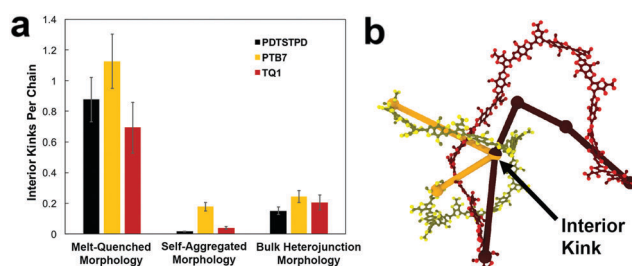 a
b
Interior Kinks Per Chain
1.4
1.2
1
0.8
0.6
0.4
0.2
0
PDTSTPD
PTB7
TQ1
Melt-Quenched
Morphology
Self-Aggregated
Morphology
Bulk Heterojunction
Morphology
Interior
Kink